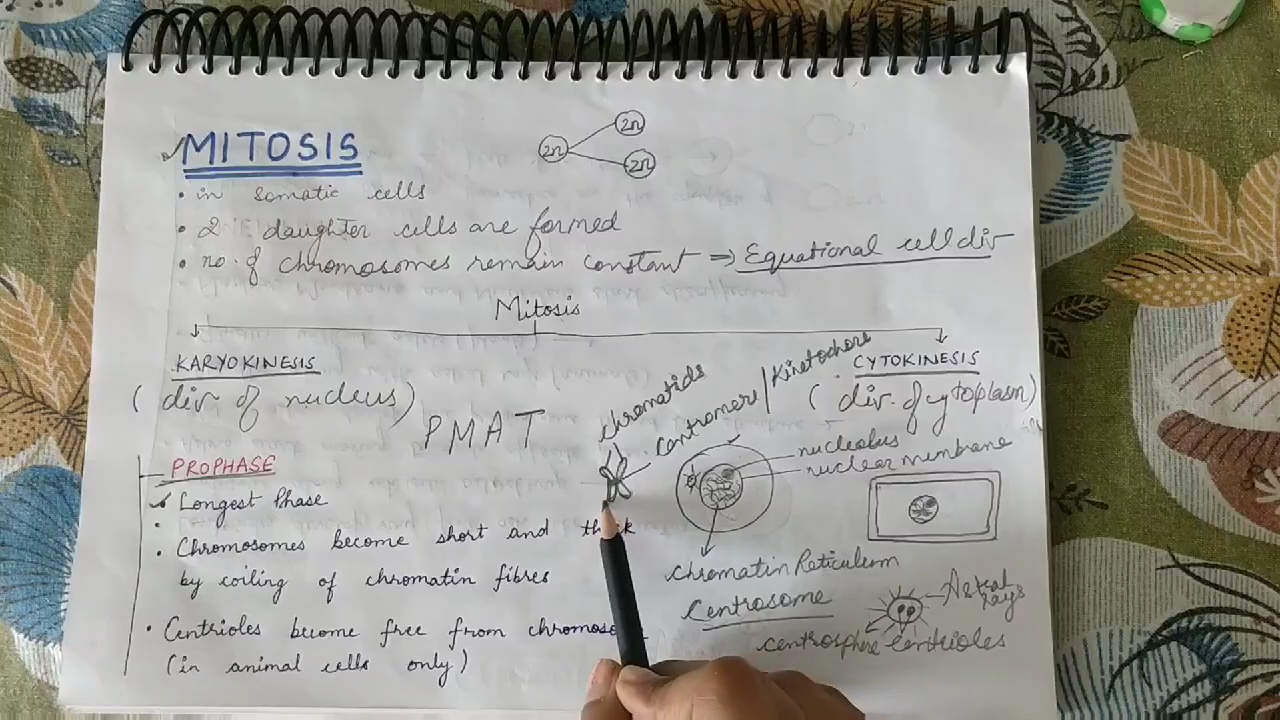 MITOSIS
2n
2n
2n
• in somatic cells
• 2 daughter cells are formed
• no. of chromosomes remain constant ⇒ Equational cell div
Mitosis
KARYOKINESIS
(div of nucleus)
CYTOKINESIS
(div. of cytoplasm)
PMAT
chromatids
Centromere/Kinetochore
nucleolus
nuclear membrane
PROPHASE
• Longest Phase
• Chromosomes become short and thick
by coiling of chromatin fibres
• Centrioles become free from
(in animal cells only)
Chromatin Reticulum
Centrosome
Astral
rays
centrosphere
centrioles